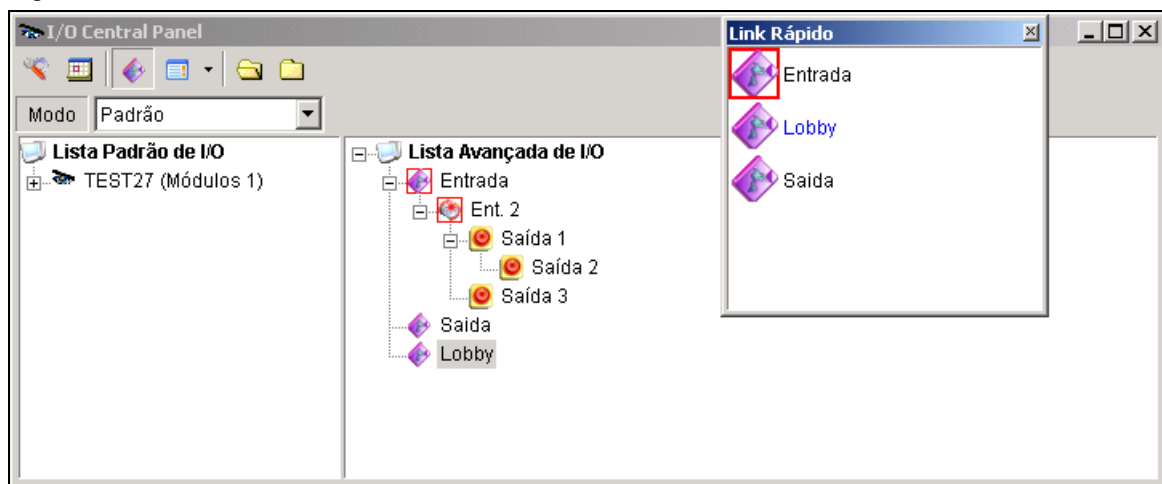 I/O Central Panel
Modo Padrão
Lista Padrão de I/O
TEST27 (Módulos 1)
Lista Avançada de I/O
Entrada
Ent. 2
Saída 1
Saída 2
Saída 3
Saida
Lobby
Link Rápido
Entrada
Lobby
Saida